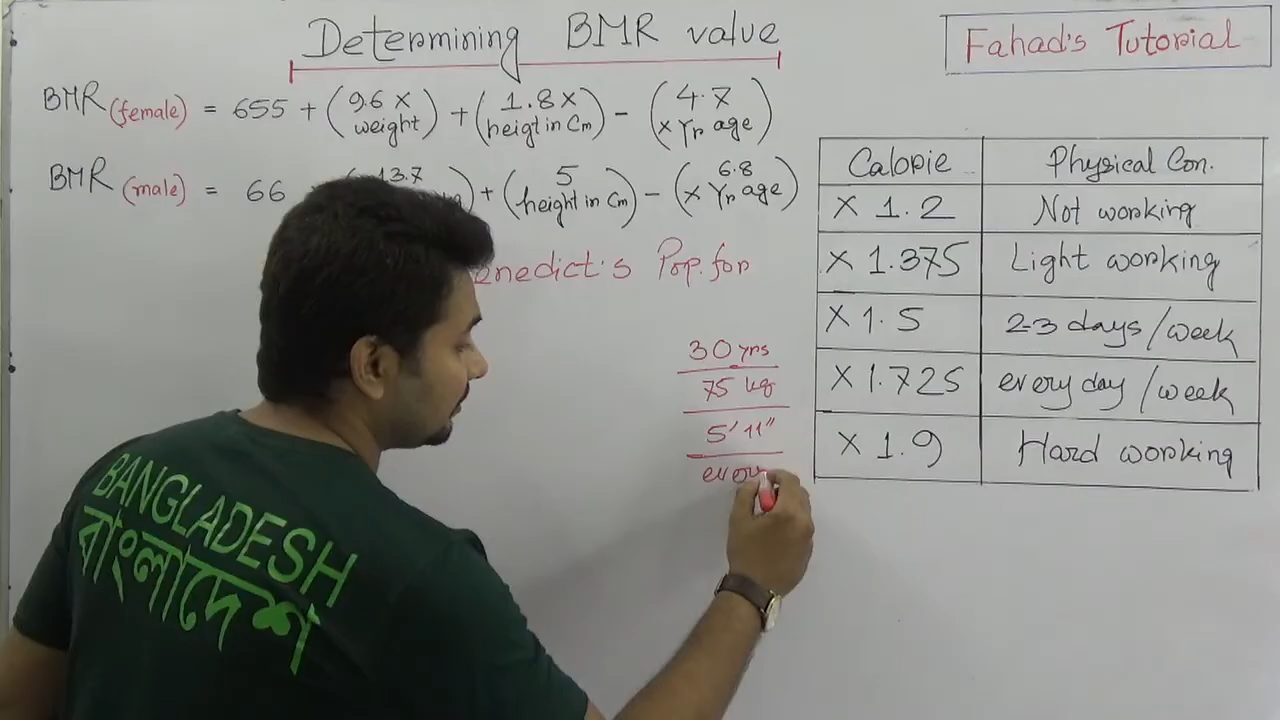 Determining BMR value
Fahad's Tutorial
BMR (female) = 655 + (9.6 X weight) + (1.8 X heigt in Cm) - (4.7 X Yr age)
BMR (male) = 66 (13.7 + (5 height in Cm) - (6.8 X Yr age)
enedict's Pop. for
30 yrs
75 kg
5' 11"
every
Calorie Physical Con.
X 1.2 Not working
X 1.375 Light working
X 1.5 2-3 days/week
X 1.725 every day/week
X 1.9 Hard working
BANGLADESH
বাংলাদেশ